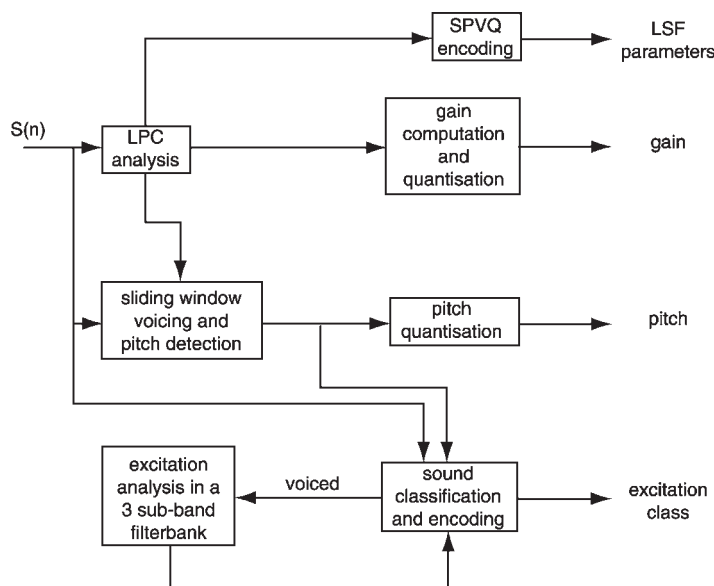 SPVQ
encoding
LSF
parameters
S(n)
LPC
analysis
gain
computation
and
quantisation
gain
sliding window
voicing and
pitch detection
pitch
quantisation
pitch
excitation
analysis in a
3 sub-band
filterbank
voiced
sound
classification
and encoding
excitation
class